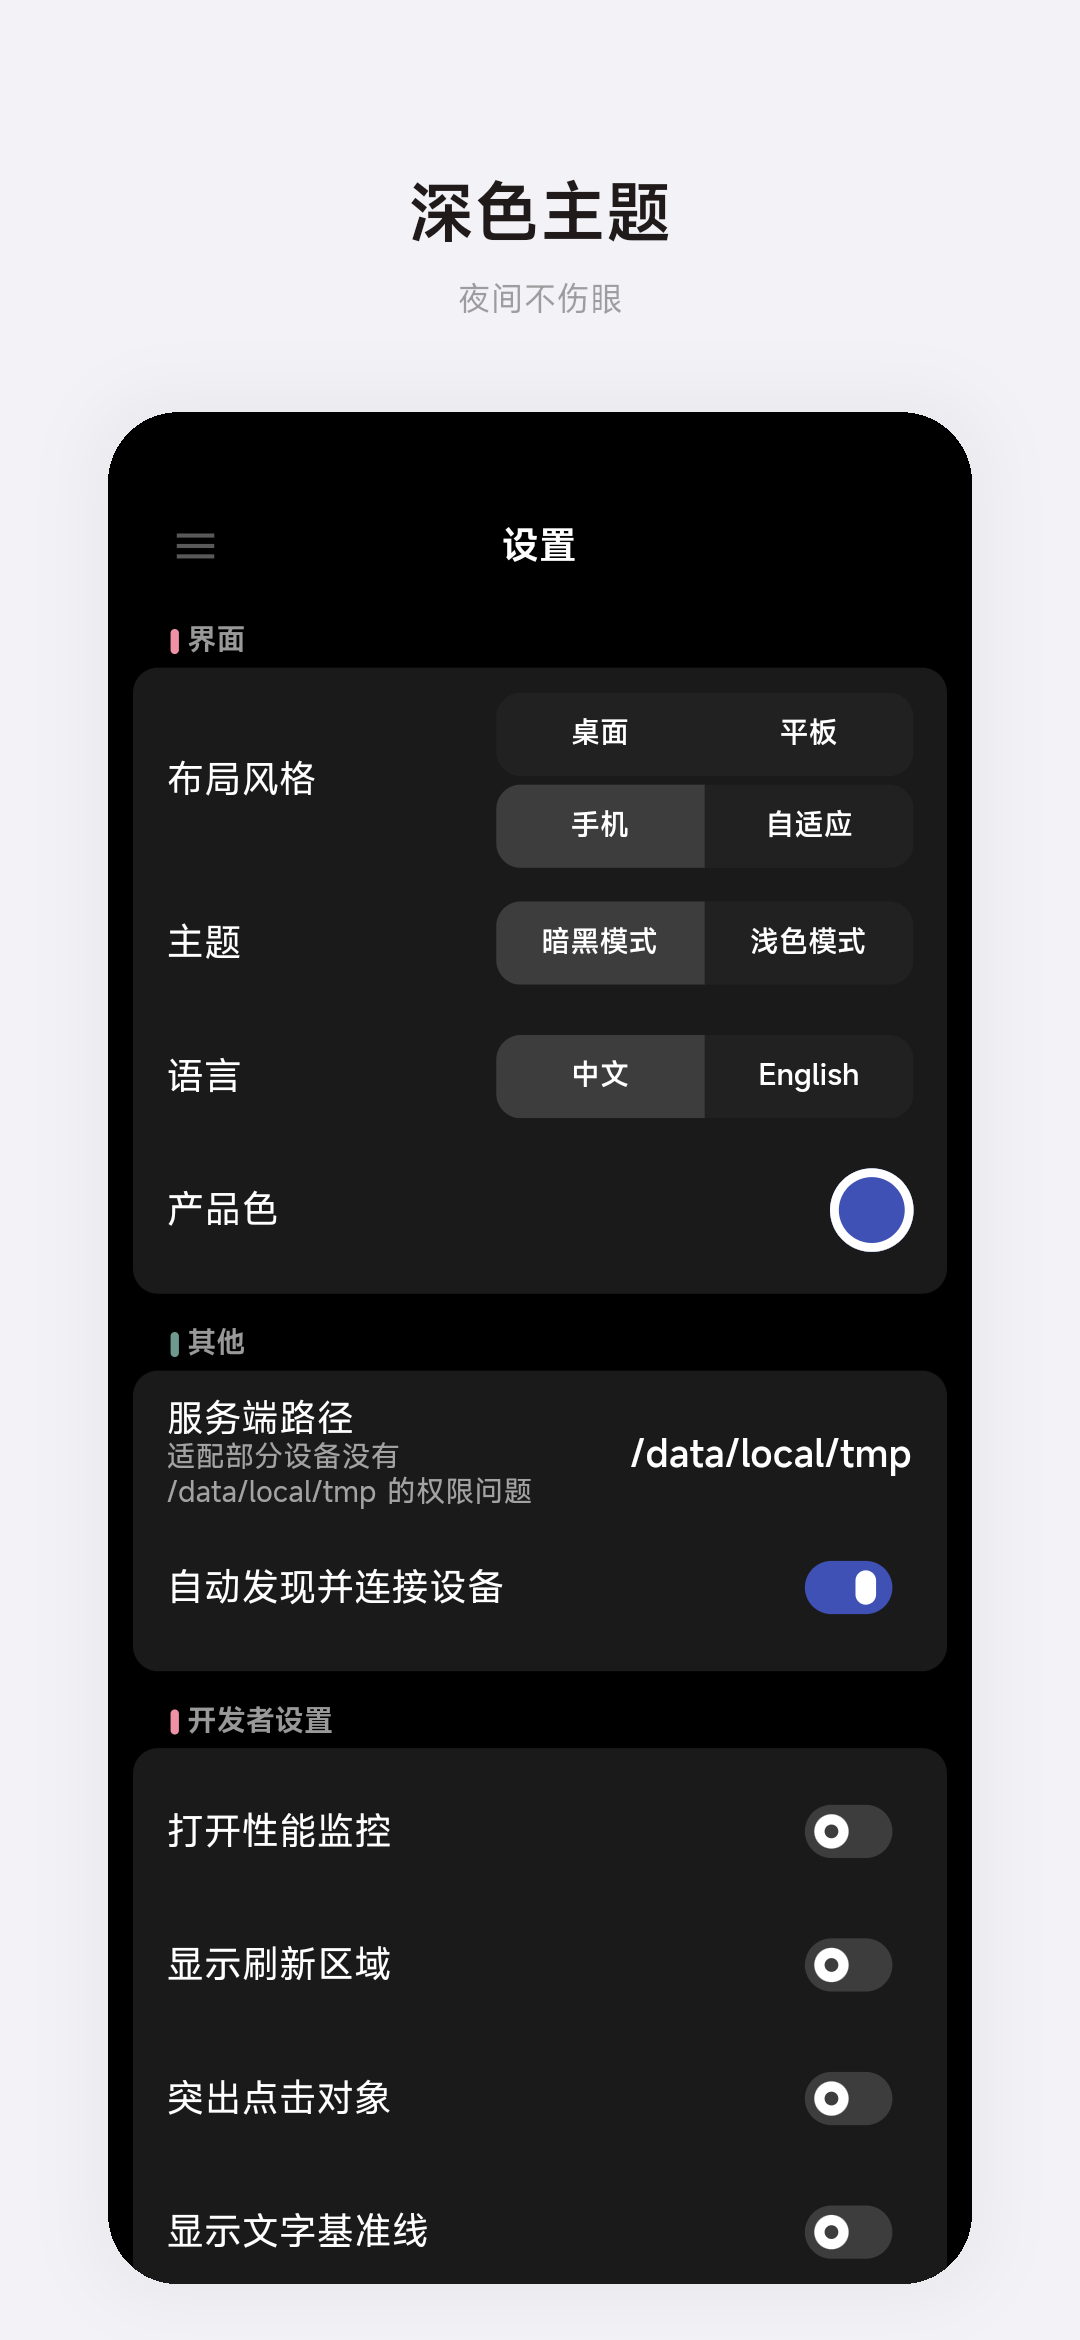 深色主题
夜间不伤眼
设置
界面
布局风格
桌面
平板
手机
自适应
主题
暗黑模式
浅色模式
语言
中文
English
产品色
其他
服务端路径
适配部分设备没有
/data/local/tmp 的权限问题
/data/local/tmp
自动发现并连接设备
开发者设置
打开性能监控
显示刷新区域
突出点击对象
显示文字基准线